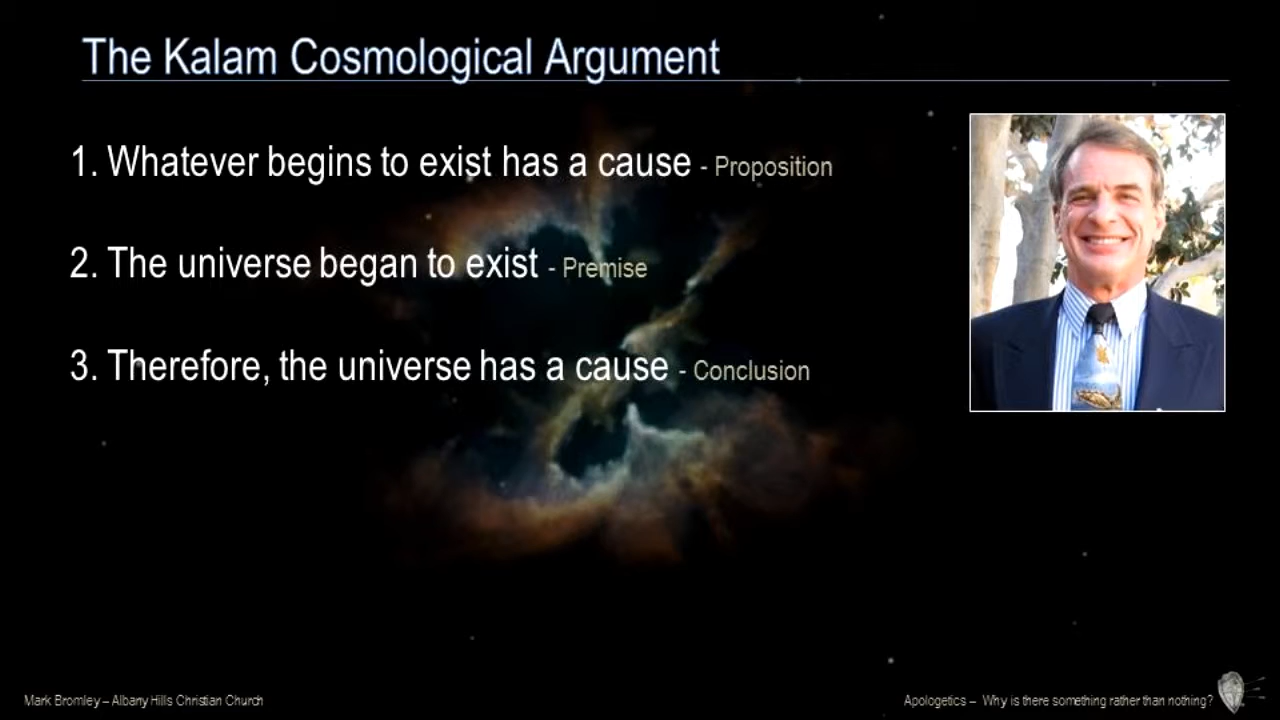 The Kalam Cosmological Argument
1. Whatever begins to exist has a cause - Proposition
2. The universe began to exist - Premise
3. Therefore, the universe has a cause - Conclusion
Mark Bromley – Albany Hills Christian Church
Apologetics – Why is there something rather than nothing?